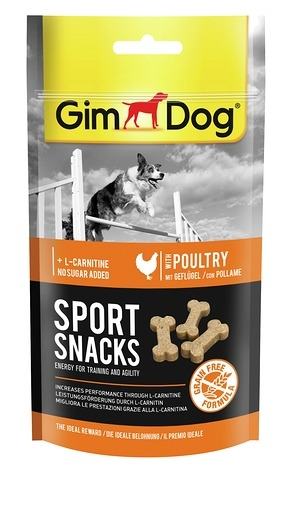 GimDog®
+ L-CARNITINE
NO SUGAR ADDED
WITH POULTRY
MIT GEFLÜGEL / CON POLLAME
SPORT
SNACKS
ENERGY FOR TRAINING AND AGILITY
GRAIN FREE
FORMULA
INCREASES PERFORMANCE THROUGH L-CARNITINE
LEISTUNGSFÖRDERUNG DURCH L-CARNITIN
MIGLIORA LE PRESTAZIONI GRAZIE ALLA L-CARNITINA
THE IDEAL REWARD / DIE IDEALE BELOHNUNG / IL PREMIO IDEALE